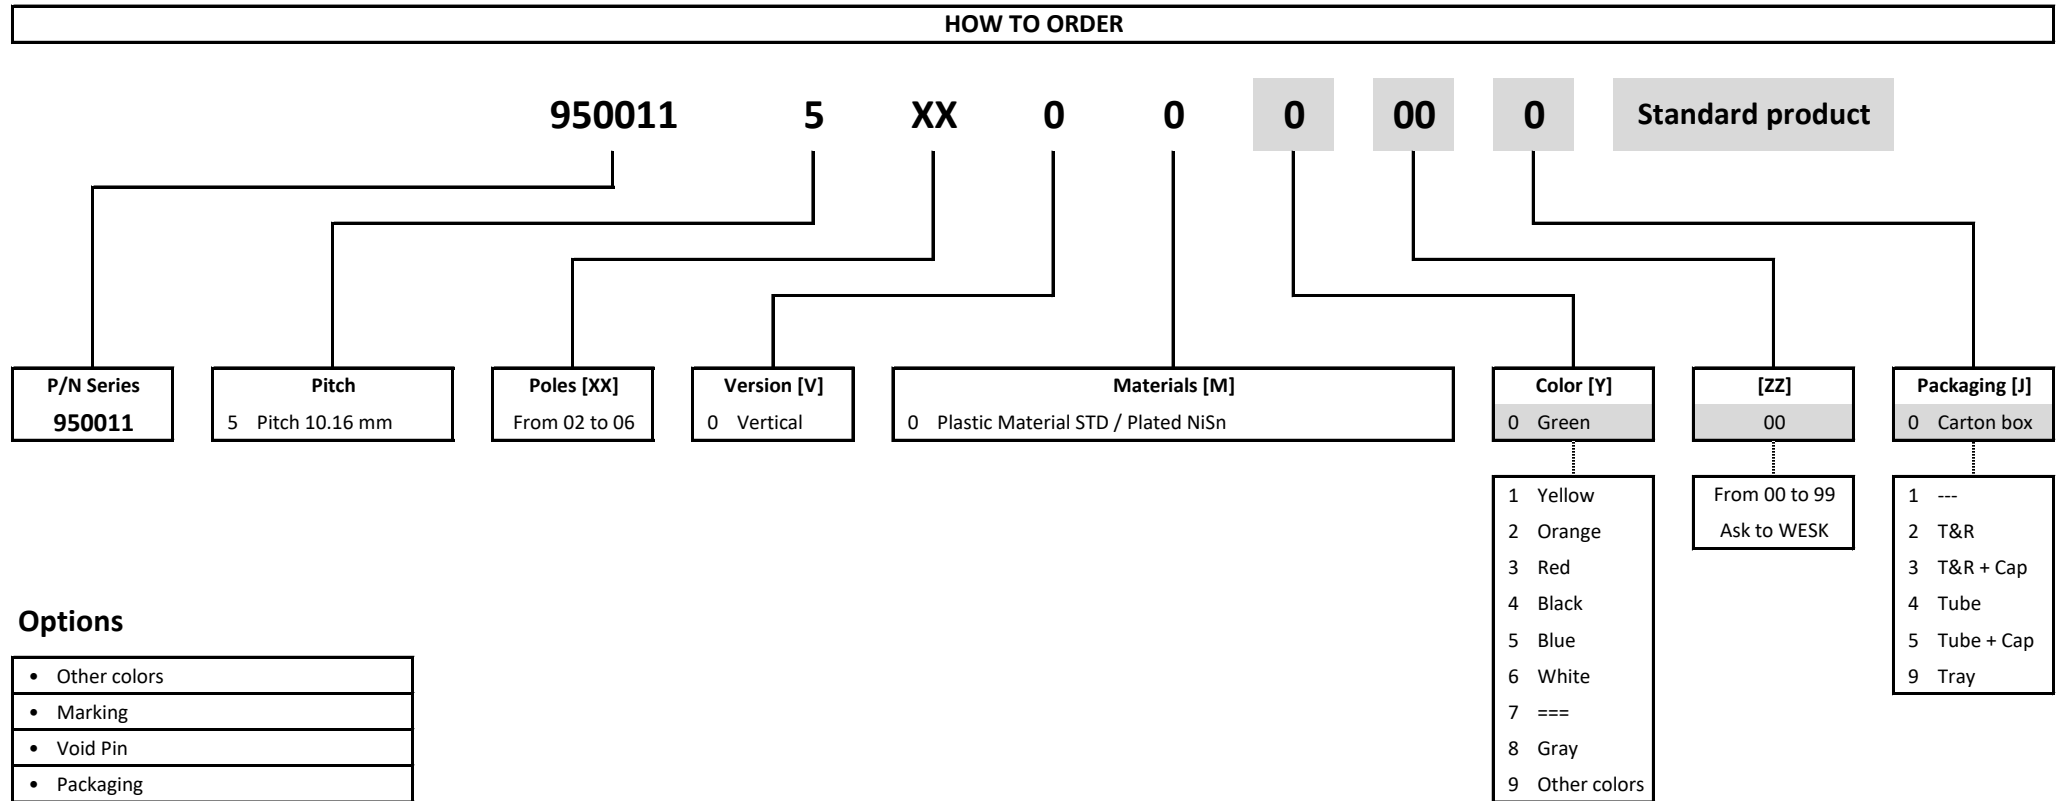 HOW TO ORDER
950011 5 XX 0 0 0 00 0 Standard product
P/N Series Pitch Poles [XX] Version [V] Materials [M] Color [Y] [ZZ] Packaging [J]
950011 5 Pitch 10.16 mm From 02 to 06 0 Vertical 0 Plastic Material STD / Plated NiSn 0 Green 00 0 Carton box
1 Yellow From 00 to 99 1 ---
2 Orange Ask to WESK 2 T&R
3 Red 3 T&R + Cap
4 Black 4 Tube
Options
5 Blue 5 Tube + Cap
• Other colors 6 White 9 Tray
• Marking 7 ===
• Void Pin 8 Gray
• Packaging 9 Other colors